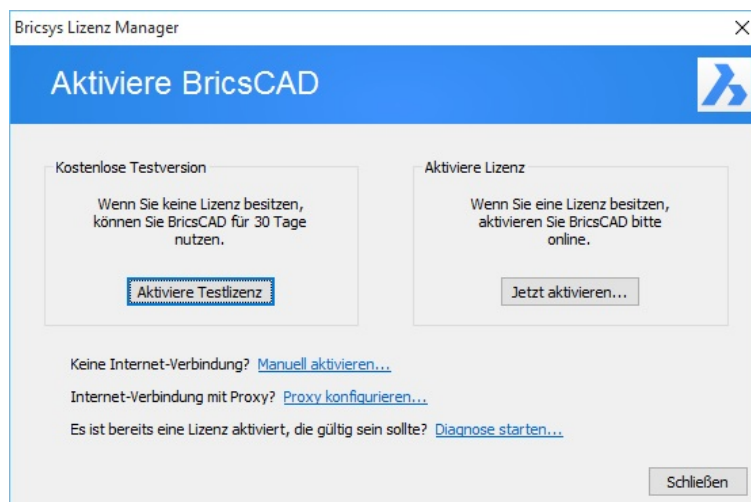 Bricsys Lizenz Manager
Aktiviere BricsCAD
Kostenlose Testversion
Wenn Sie keine Lizenz besitzen,
können Sie BricsCAD für 30 Tage
nutzen.
Aktiviere Testlizenz
Aktiviere Lizenz
Wenn Sie eine Lizenz besitzen,
aktivieren Sie BricsCAD bitte
online.
Jetzt aktivieren...
Keine Internet-Verbindung? Manuell aktivieren...
Internet-Verbindung mit Proxy? Proxy konfigurieren...
Es ist bereits eine Lizenz aktiviert, die gültig sein sollte? Diagnose starten...
Schließen